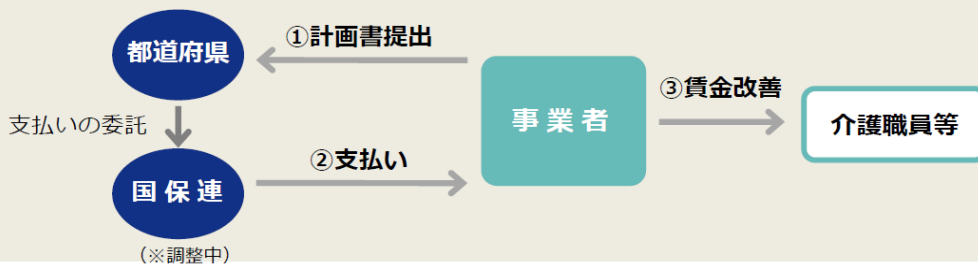 都道府県
①計画書提出
支払いの委託
国保連
(※調整中)
②支払い
事業者
③賃金改善
介護職員等